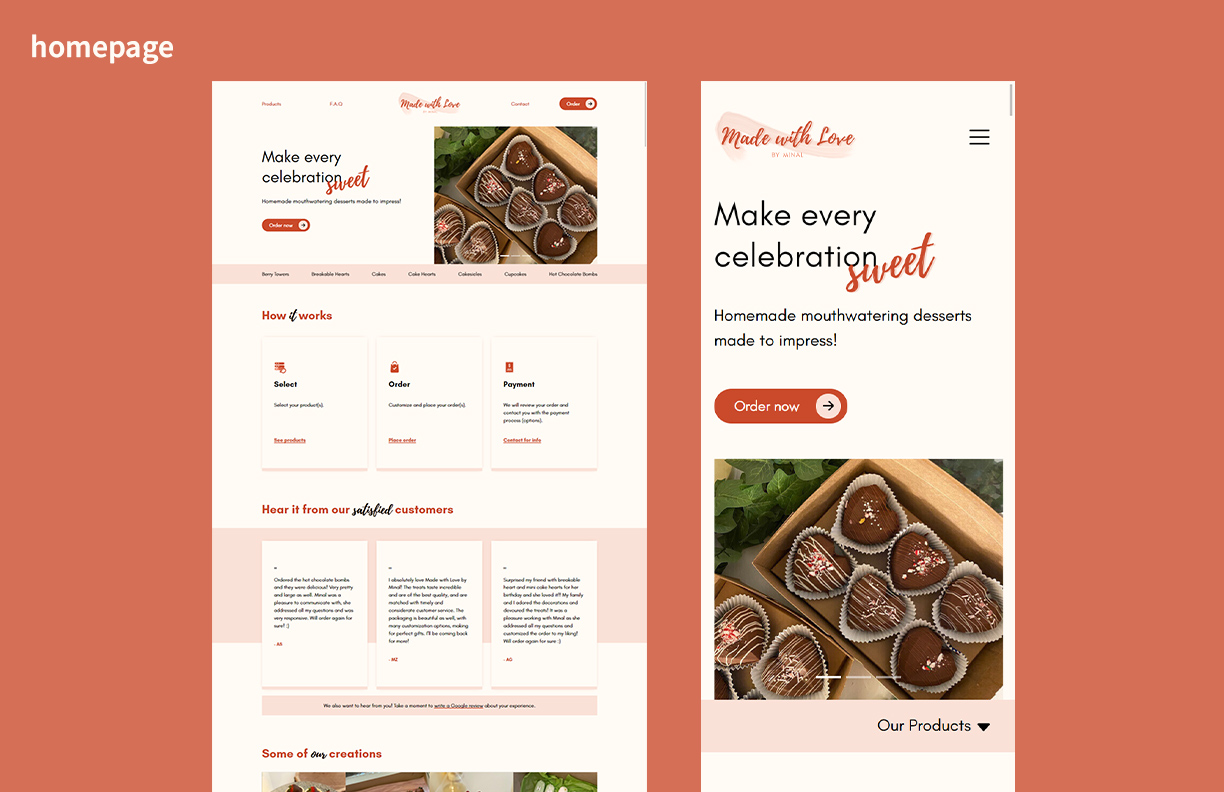 homepage
Products
F.A.Q
Made with Love
BY MINAL
Contact
Order
Make every
celebration
sweet
Homemade mouthwatering desserts made to impress!
Order now
Berry Towers
Breakable Hearts
Cakes
Cake Hearts
Cakesicles
Cupcakes
Hot Chocolate Bombs
How it works
Select
Select your product(s).
See products
Order
Customize and place your order(s).
Place order
Payment
We will review your order and
contact you with the payment
process (options).
Contact for info
Hear it from our satisfied customers
Ordered the hot chocolate bombs
and they were delicious! Very pretty
and large as well. Minal was a
pleasure to communicate with, she
addressed all my questions and was
very responsive. Will order again for
sure!! :)
I absolutely love Made with Love by
Minal! The treats taste incredible
and are of the best quality, and are
matched with timely and
considerate customer service. The
packaging is beautiful as well, with
many customization options, making
for perfect gifts. I'll be coming back
for more!
- MZ
Surprised my friend with breakable
heart and mini cake hearts for her
birthday and she loved it!! My family
and I adored the decorations and
devoured the treats! It was a
pleasure working with Minal as she
addressed all my questions and
customized the order to my liking!
Will order again for sure :)
- AG
We also want to hear from you! Take a moment to write a Google review about your experience.
Some of our creations
Made with Love
BY MINAL
Make every
celebration
sweet
Homemade mouthwatering desserts
made to impress!
Order now
Our Products